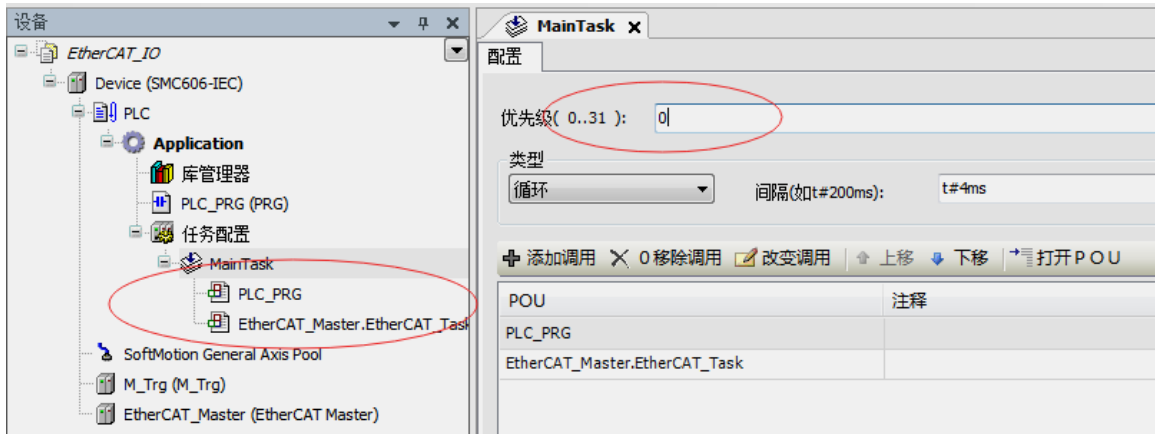 设备
EtherCAT_IO
Device (SMC606-IEC)
PLC
Application
库管理器
PLC_PRG (PRG)
任务配置
MainTask
PLC_PRG
EtherCAT_Master.EtherCAT_Task
SoftMotion General Axis Pool
M_Trg (M_Trg)
EtherCAT_Master (EtherCAT Master)
MainTask
配置
优先级( 0..31 ): 0
类型
循环 间隔(如t#200ms): t#4ms
添加调用 0移除调用 改变调用 上移 下移 打开POU
POU 注释
PLC_PRG
EtherCAT_Master.EtherCAT_Task